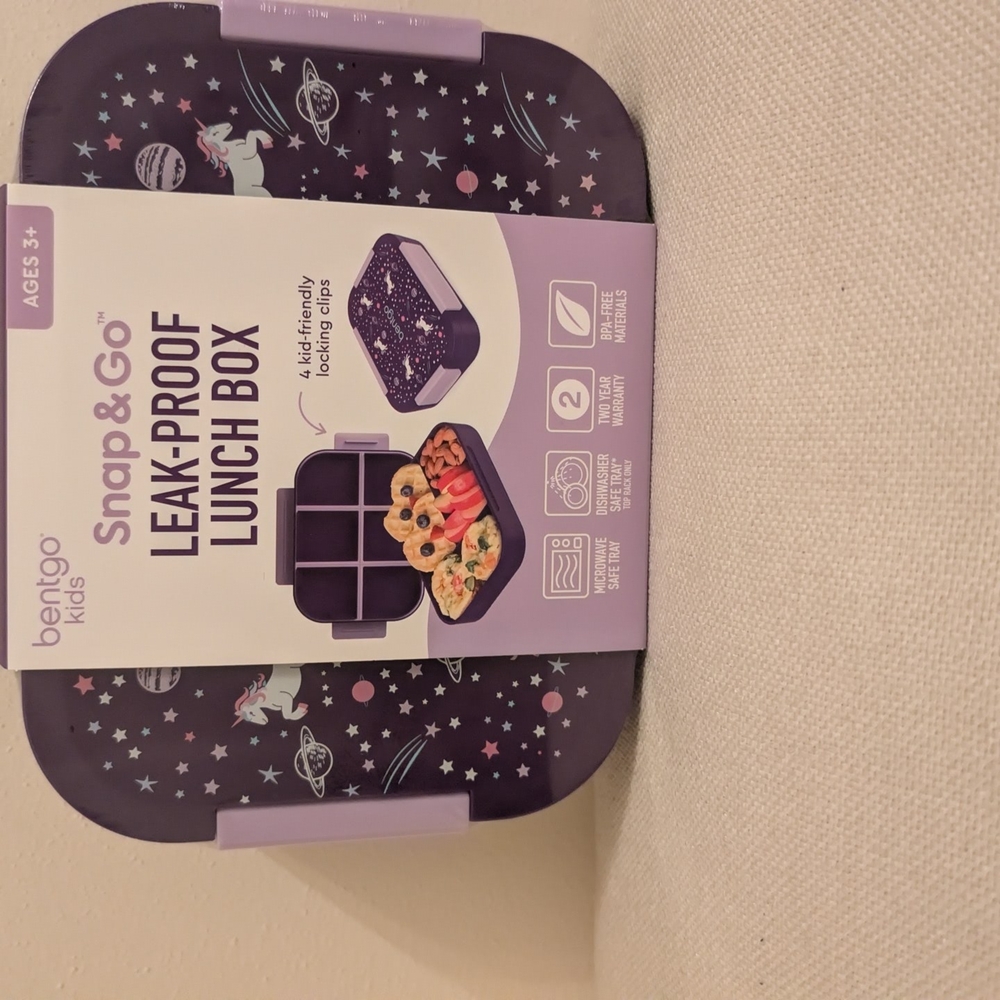 bentgo®
kids
AGES 3+
Snap & Go™
LEAK-PROOF
LUNCH BOX
4 kid-friendly
locking clips
bentgo
MICROWAVE
SAFE TRAY
DISHWASHER
SAFE TRAY*
TOP RACK ONLY
2
TWO YEAR
WARRANTY
BPA-FREE
MATERIALS